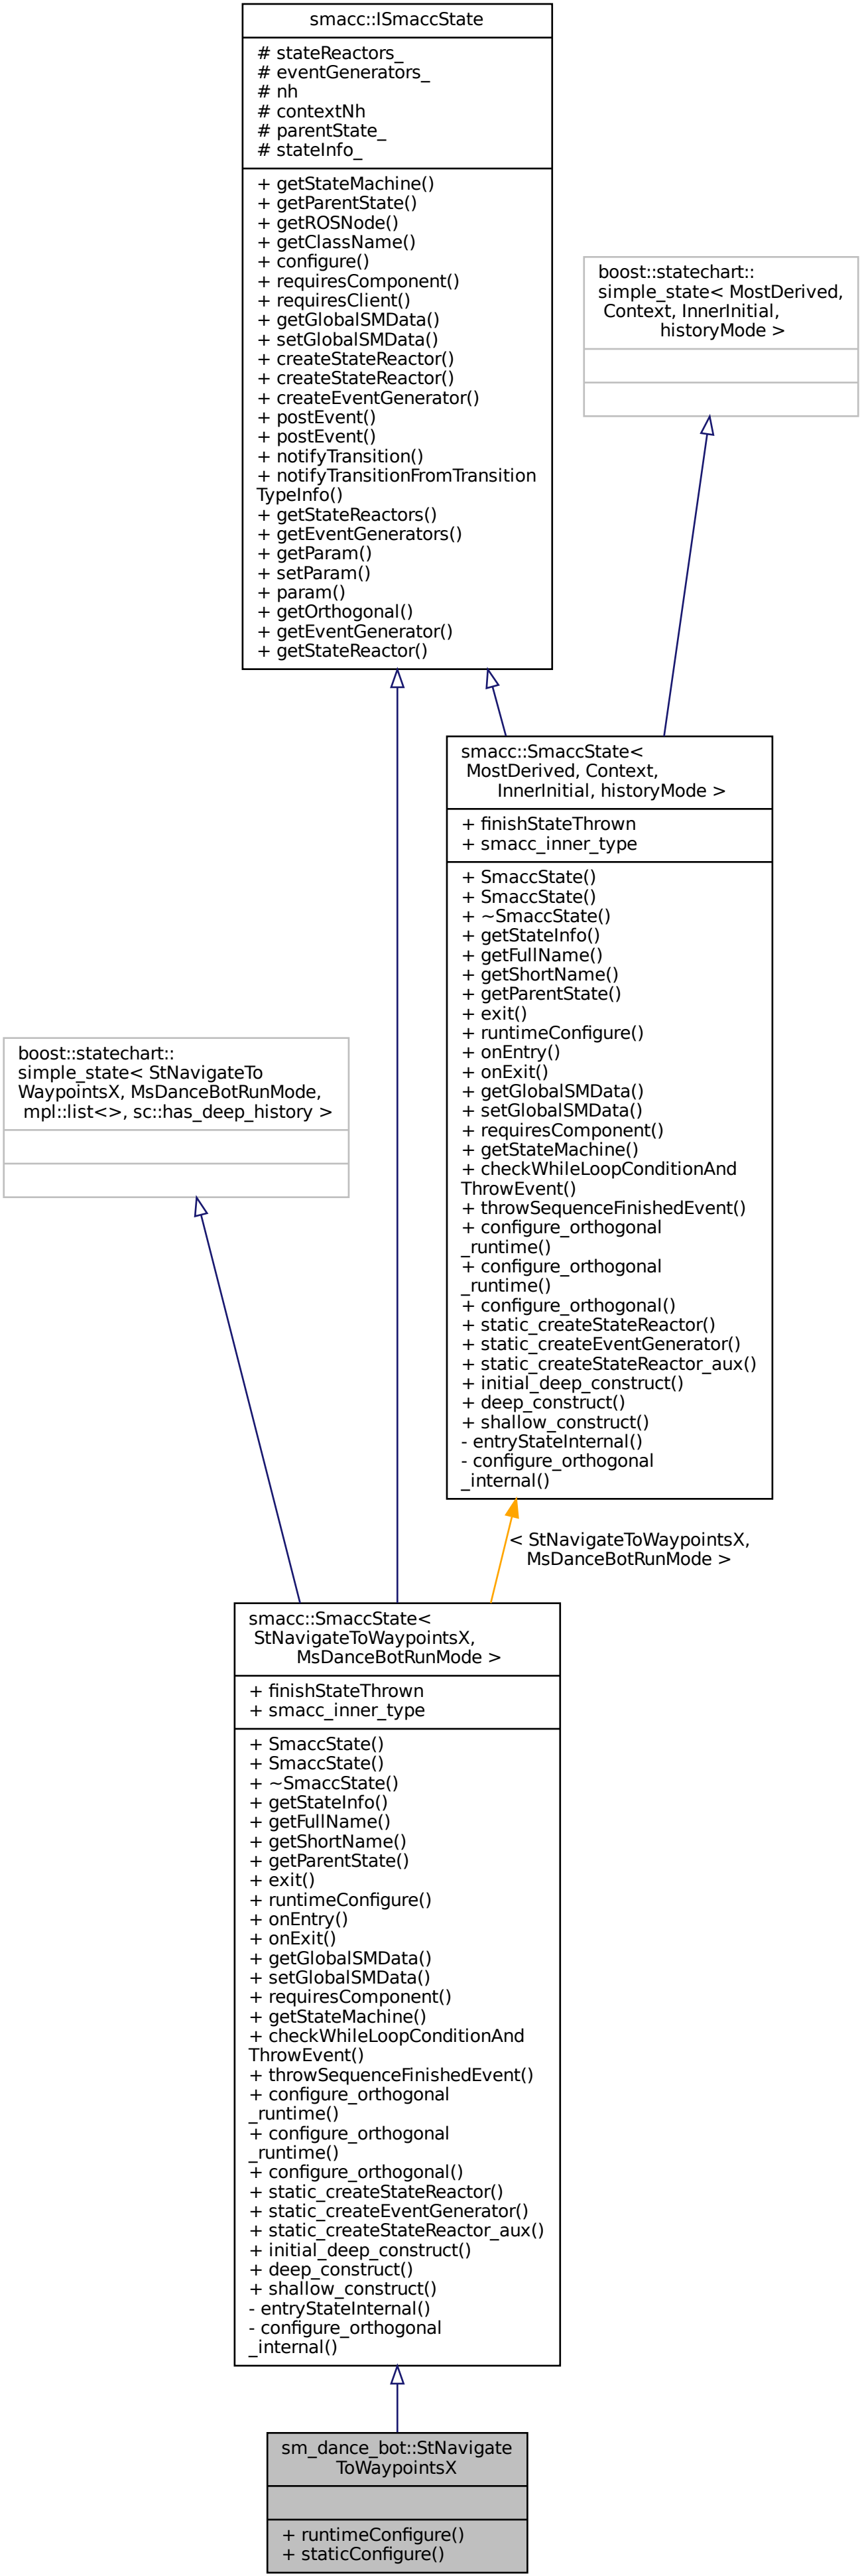 smacc::ISmaccState
# stateReactors_
# eventGenerators_
# nh
# contextNh
# parentState_
# stateInfo_
+ getStateMachine()
+ getParentState()
+ getROSNode()
+ getClassName()
+ configure()
+ requiresComponent()
+ requiresClient()
+ getGlobalSMData()
+ setGlobalSMData()
+ createStateReactor()
+ createStateReactor()
+ createEventGenerator()
+ postEvent()
+ postEvent()
+ notifyTransition()
+ notifyTransitionFromTransition
TypeInfo()
+ getStateReactors()
+ getEventGenerators()
+ getParam()
+ setParam()
+ param()
+ getOrthogonal()
+ getEventGenerator()
+ getStateReactor()
boost::statechart::
simple_state< MostDerived,
Context, InnerInitial,
historyMode >
smacc::SmaccState<
MostDerived, Context,
InnerInitial, historyMode >
+ finishStateThrown
+ smacc_inner_type
+ SmaccState()
+ SmaccState()
+ ~SmaccState()
+ getStateInfo()
+ getFullName()
+ getShortName()
+ getParentState()
+ exit()
+ runtimeConfigure()
+ onEntry()
+ onExit()
+ getGlobalSMData()
+ setGlobalSMData()
+ requiresComponent()
+ getStateMachine()
+ checkWhileLoopConditionAnd
ThrowEvent()
+ throwSequenceFinishedEvent()
+ configure_orthogonal
_runtime()
+ configure_orthogonal
_runtime()
+ configure_orthogonal()
+ static_createStateReactor()
+ static_createEventGenerator()
+ static_createStateReactor_aux()
+ initial_deep_construct()
+ deep_construct()
+ shallow_construct()
- entryStateInternal()
- configure_orthogonal
_internal()
boost::statechart::
simple_state< StNavigateTo
WaypointsX, MsDanceBotRunMode,
mpl::list<>, sc::has_deep_history >
< StNavigateToWaypointsX,
MsDanceBotRunMode >
smacc::SmaccState<
StNavigateToWaypointsX,
MsDanceBotRunMode >
+ finishStateThrown
+ smacc_inner_type
+ SmaccState()
+ SmaccState()
+ ~SmaccState()
+ getStateInfo()
+ getFullName()
+ getShortName()
+ getParentState()
+ exit()
+ runtimeConfigure()
+ onEntry()
+ onExit()
+ getGlobalSMData()
+ setGlobalSMData()
+ requiresComponent()
+ getStateMachine()
+ checkWhileLoopConditionAnd
ThrowEvent()
+ throwSequenceFinishedEvent()
+ configure_orthogonal
_runtime()
+ configure_orthogonal
_runtime()
+ configure_orthogonal()
+ static_createStateReactor()
+ static_createEventGenerator()
+ static_createStateReactor_aux()
+ initial_deep_construct()
+ deep_construct()
+ shallow_construct()
- entryStateInternal()
- configure_orthogonal
_internal()
sm_dance_bot::StNavigate
ToWaypointsX
+ runtimeConfigure()
+ staticConfigure()